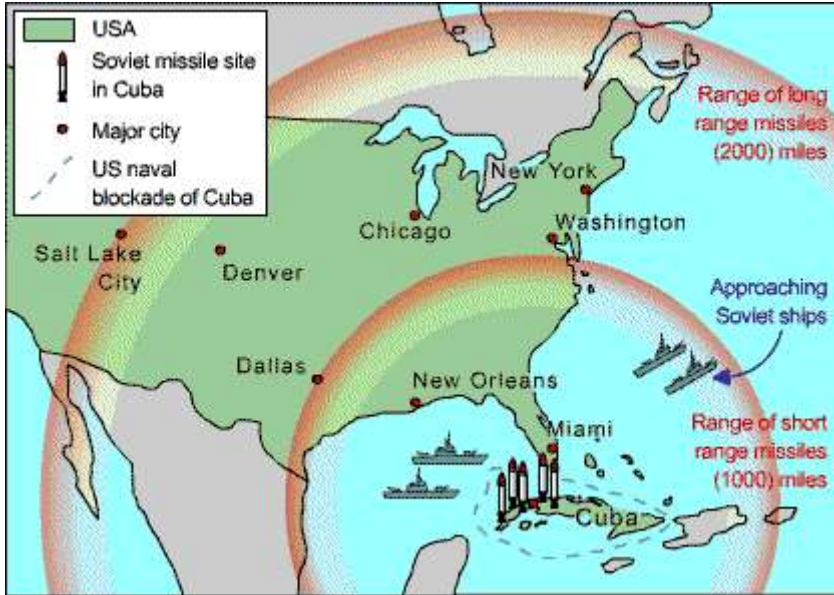 USA
Soviet missile site
in Cuba
Major city
US naval
blockade of Cuba
Range of long
range missiles
(2000) miles
New York
Chicago
Washington
Salt Lake
City
Denver
Approaching
Soviet ships
Dallas
New Orleans
Miami
Range of short
range missiles
(1000) miles
Cuba